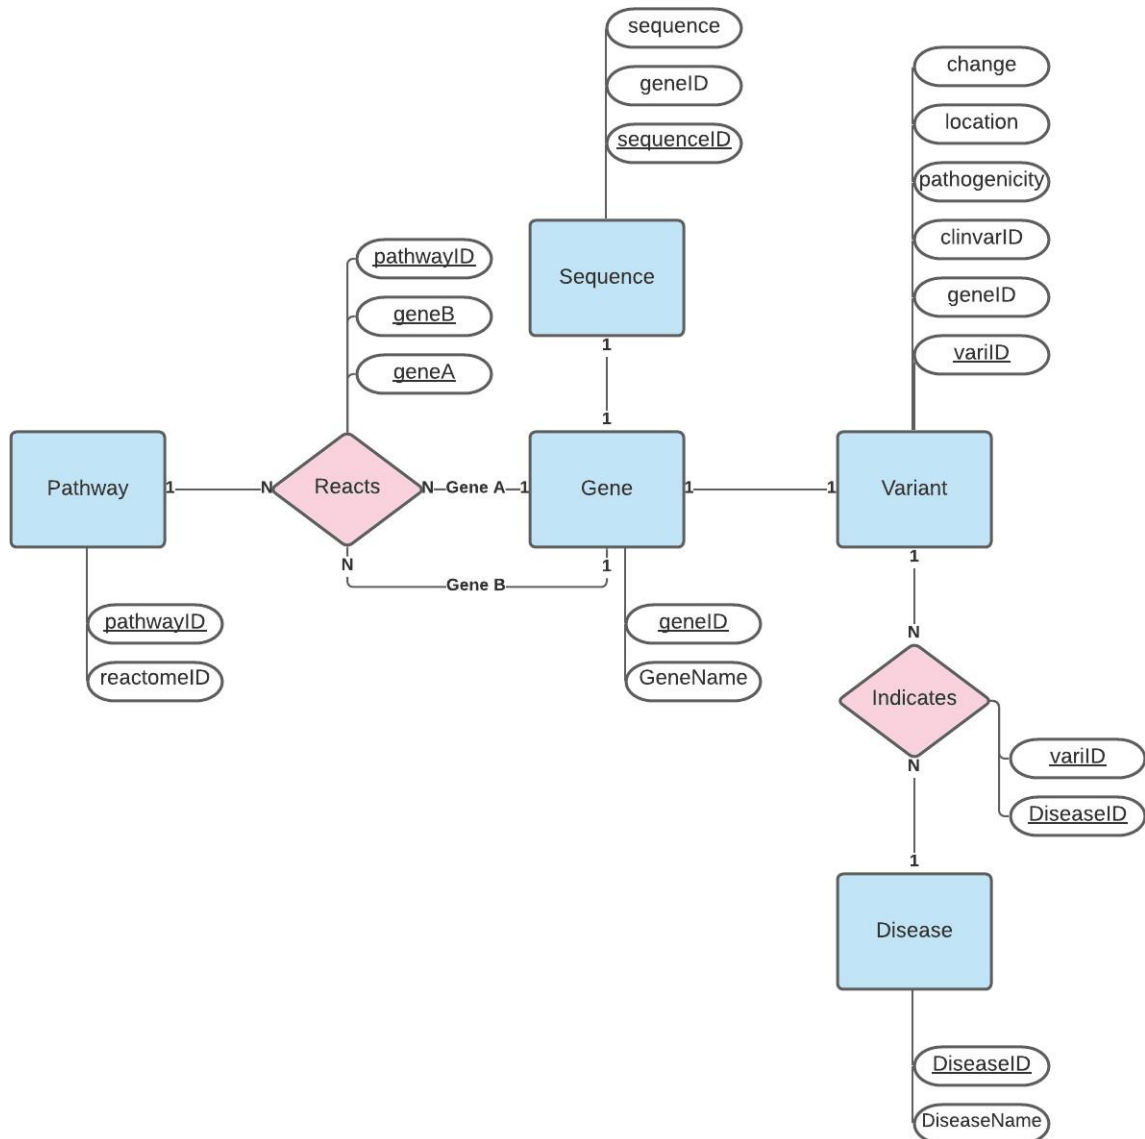 sequence
geneID
sequenceID
change
location
pathogenicity
clinvarID
geneID
variID
Sequence
pathwayID
geneB
geneA
1
1
Pathway
1
N
Reacts
N
Gene A
1
Gene
1
1
Variant
N
Gene B
1
1
pathwayID
reactomeID
geneID
GeneName
N
Indicates
N
variID
DiseaseID
1
Disease
DiseaseID
DiseaseName